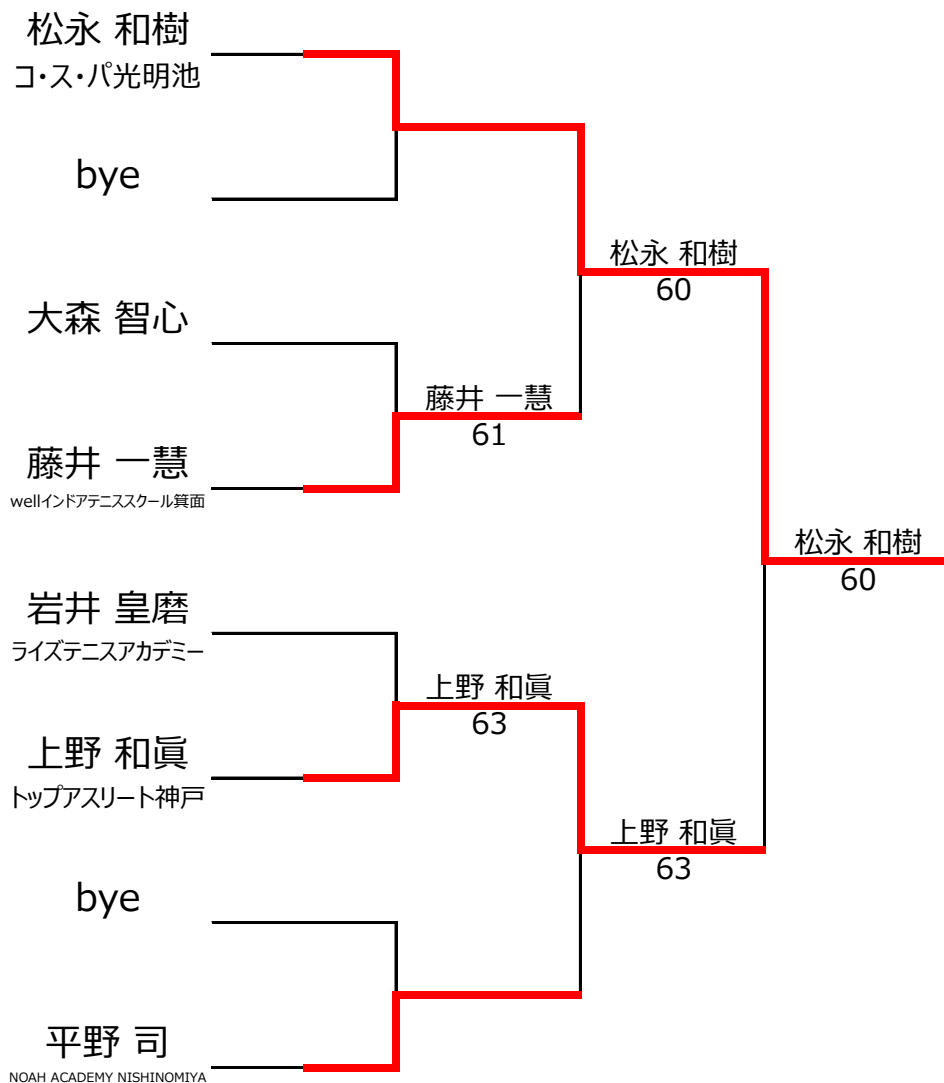 松永 和樹
コ・ス・パ光明池
bye
大森 智心
藤井 一慧
wellインドアテニススクール箕面
岩井 皇磨
ライズテニスアカデミー
上野 和眞
トップアスリート神戸
bye
平野 司
NOAH ACADEMY NISHINOMIYA
藤井 一慧
61
上野 和眞
63
松永 和樹
60
上野 和眞
63
松永 和樹
60